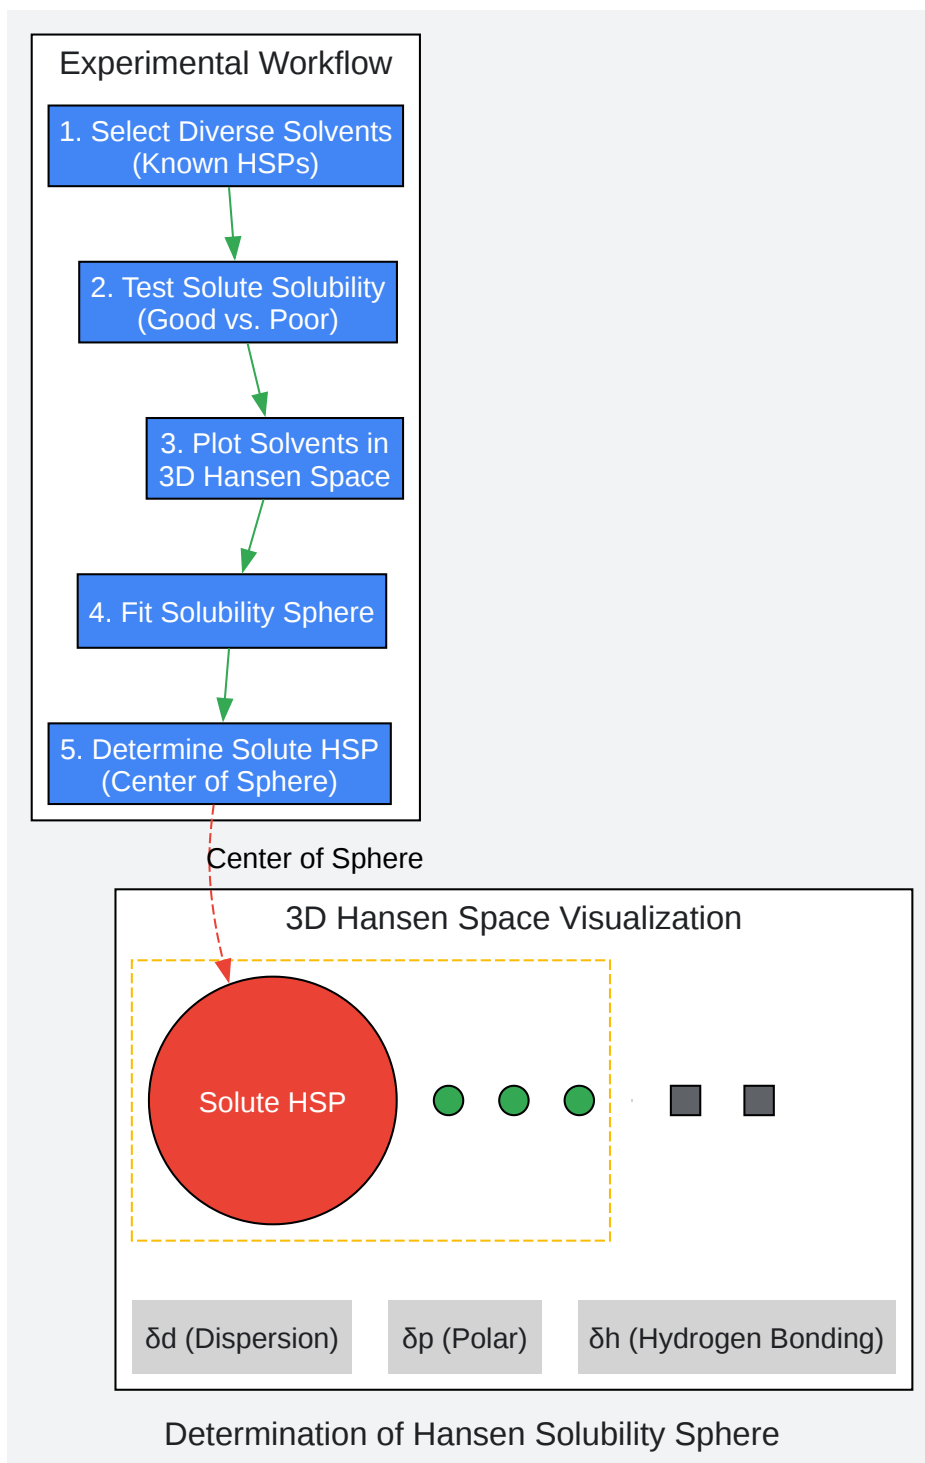 Experimental Workflow
1. Select Diverse Solvents
(Known HSPs)
2. Test Solute Solubility
(Good vs. Poor)
3. Plot Solvents in
3D Hansen Space
4. Fit Solubility Sphere
5. Determine Solute HSP
(Center of Sphere)
Center of Sphere
3D Hansen Space Visualization
Solute HSP
δd (Dispersion)
δp (Polar)
δh (Hydrogen Bonding)
Determination of Hansen Solubility Sphere